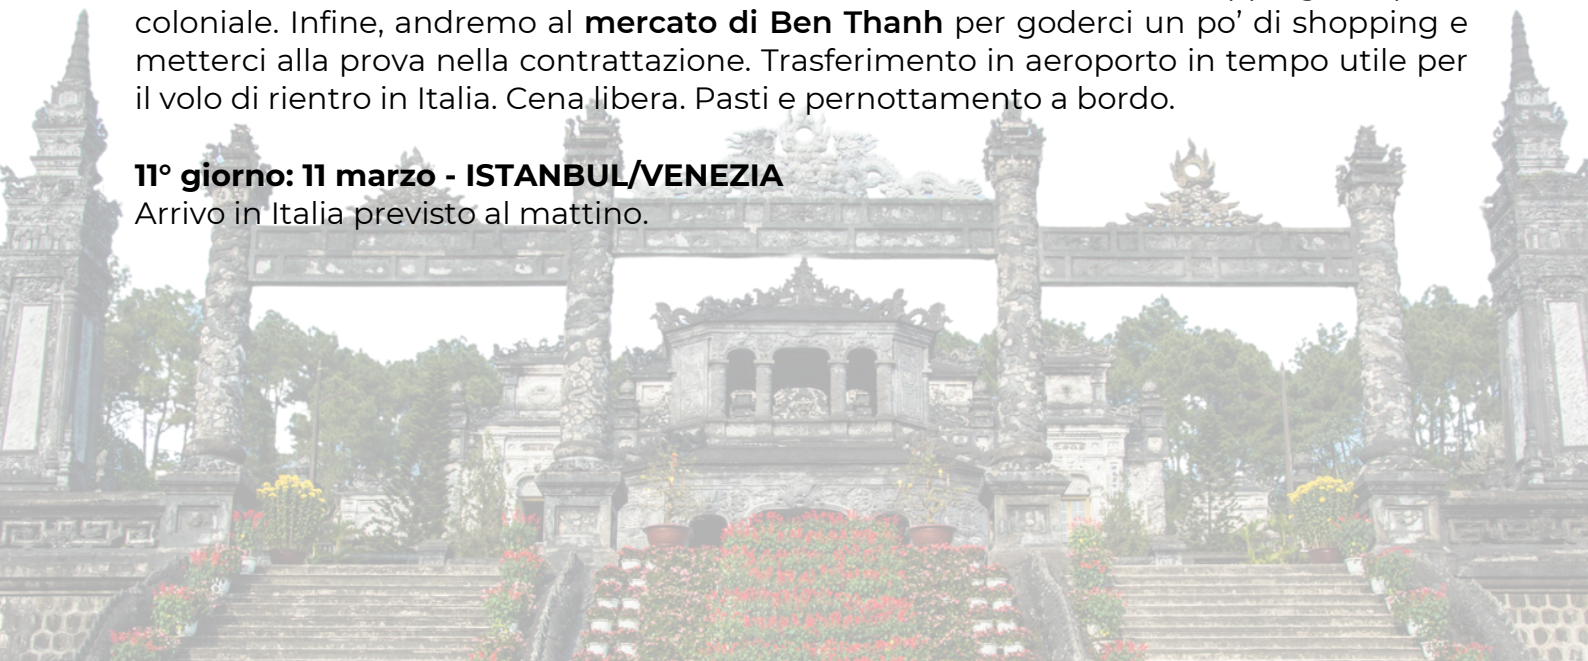 coloniale. Infine, andremo al mercato di Ben Thanh per goderci un po’ di shopping e
metterci alla prova nella contrattazione. Trasferimento in aeroporto in tempo utile per
il volo di rientro in Italia. Cena libera. Pasti e pernottamento a bordo.
11° giorno: 11 marzo - ISTANBUL/VENEZIA
Arrivo in Italia previsto al mattino.